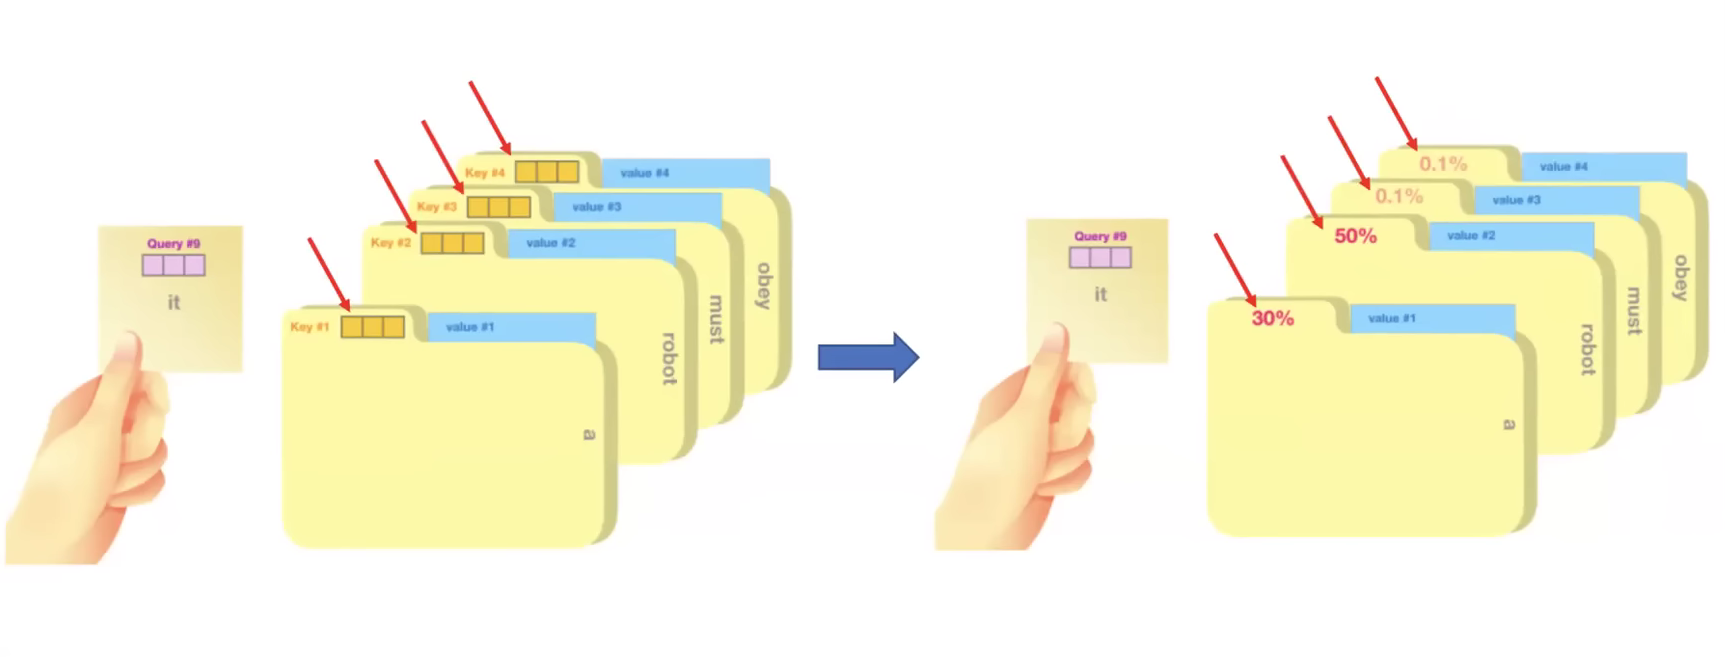 Query #9
it
Key #4
value #4
Key #3
value #3
Key #2
value #2
Key #1
value #1
obey
must
robot
a
Query #9
it
0.1%
value #4
0.1%
value #3
50%
value #2
30%
value #1
obey
must
robot
a